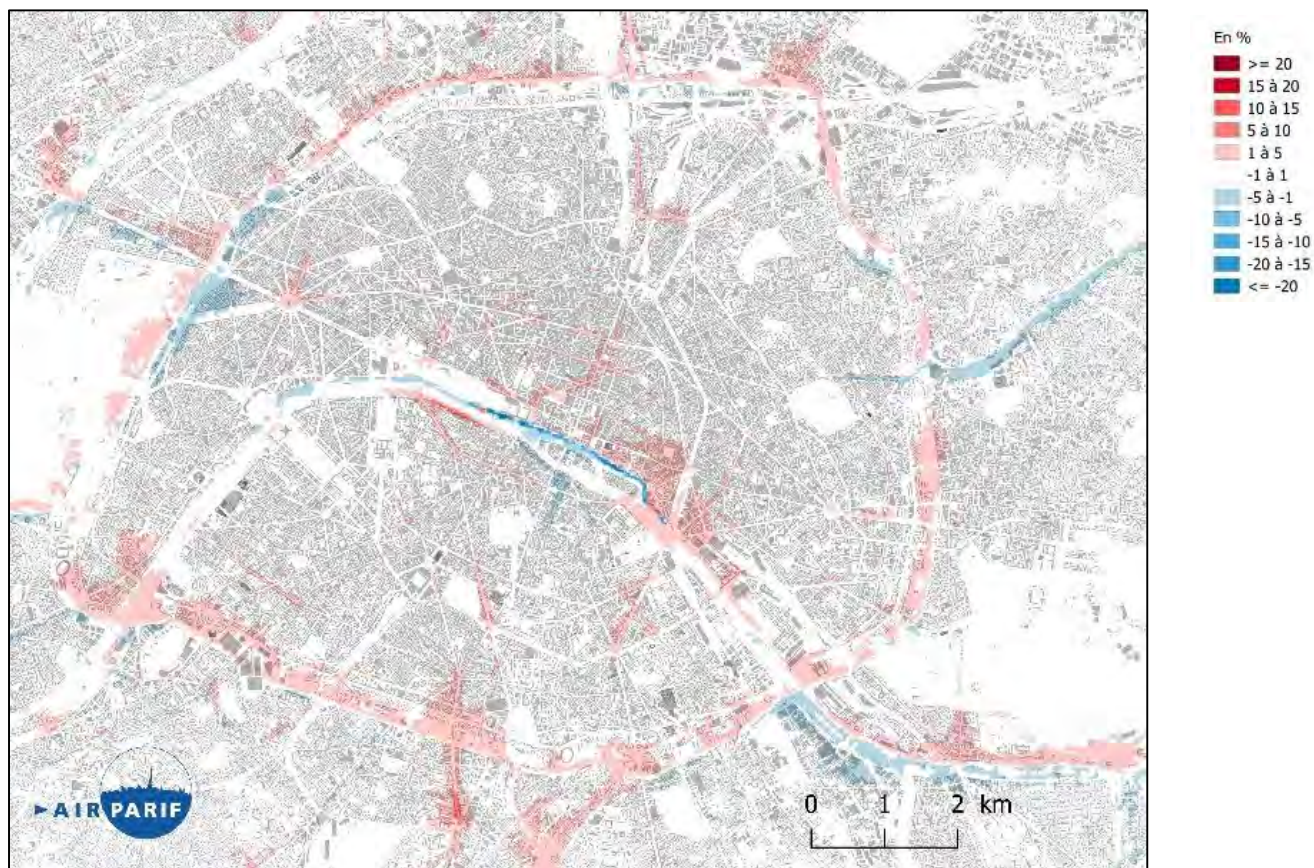 En %
>= 20
15 à 20
10 à 15
5 à 10
1 à 5
-1 à 1
-5 à -1
-10 à -5
-15 à -10
-20 à -15
<= -20
AIRPARIF
0 1 2 km